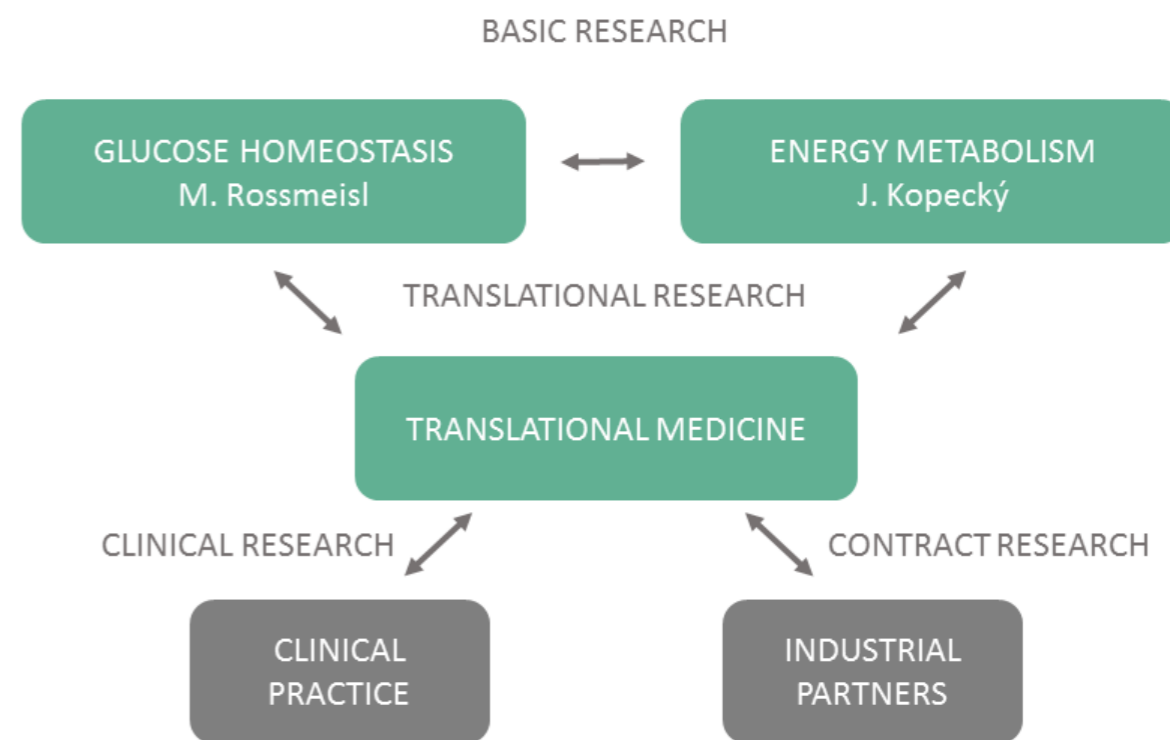 BASIC RESEARCH
GLUCOSE HOMEOSTASIS
M. Rossmeisl
ENERGY METABOLISM
J. Kopecký
TRANSLATIONAL RESEARCH
TRANSLATIONAL MEDICINE
CLINICAL RESEARCH
CONTRACT RESEARCH
CLINICAL
PRACTICE
INDUSTRIAL
PARTNERS